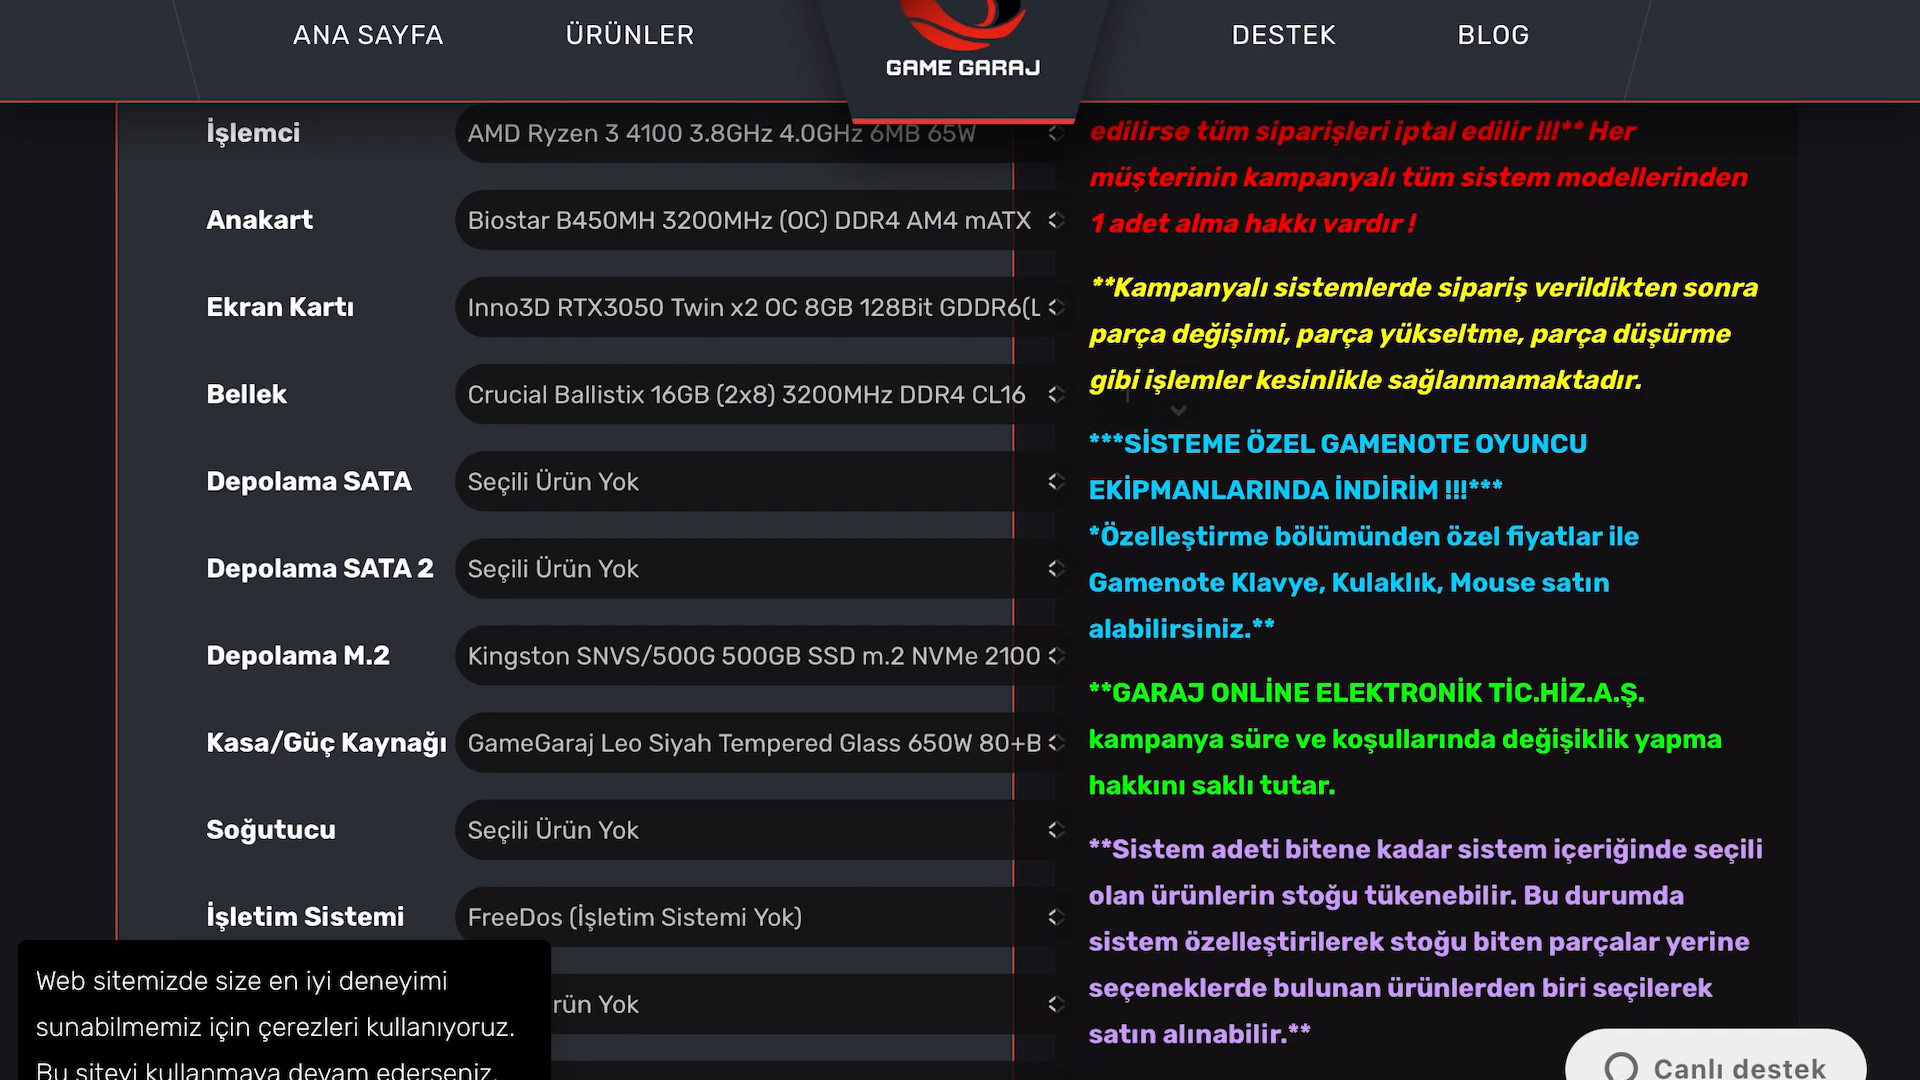 ANA SAYFA
ÜRÜNLER
GAME GARAJ
DESTEK
BLOG
İşlemci
AMD Ryzen 3 4100 3.8GHz 4.0GHz 6MB 65W
Anakart
Biostar B450MH 3200MHz (OC) DDR4 AM4 mATX
Ekran Kartı
Inno3D RTX3050 Twin x2 OC 8GB 128Bit GDDR6(L
Bellek
Crucial Ballistix 16GB (2x8) 3200MHz DDR4 CL16
Depolama SATA
Seçili Ürün Yok
Depolama SATA 2
Seçili Ürün Yok
Depolama M.2
Kingston SNVS/500G 500GB SSD m.2 NVMe 2100
Kasa/Güç Kaynağı
GameGaraj Leo Siyah Tempered Glass 650W 80+B
Soğutucu
Seçili Ürün Yok
İşletim Sistemi
FreeDos (İşletim Sistemi Yok)
rün Yok
edilirse tüm siparişleri iptal edilir !!!** Her
müşterinin kampanyalı tüm sistem modellerinden
1 adet alma hakkı vardır !
**Kampanyalı sistemlerde sipariş verildikten sonra
parça değişimi, parça yükseltme, parça düşürme
gibi işlemler kesinlikle sağlanmamaktadır.
***SİSTEME ÖZEL GAMENOTE OYUNCU
EKİPMANLARINDA İNDİRİM !!!***
*Özelleştirme bölümünden özel fiyatlar ile
Gamenote Klavye, Kulaklık, Mouse satın
alabilirsiniz.**
**GARAJ ONLİNE ELEKTRONİK TİC.HİZ.A.Ş.
kampanya süre ve koşullarında değişiklik yapma
hakkını saklı tutar.
**Sistem adeti bitene kadar sistem içeriğinde seçili
olan ürünlerin stoğu tükenebilir. Bu durumda
sistem özelleştirilerek stoğu biten parçalar yerine
seçeneklerde bulunan ürünlerden biri seçilerek
satın alınabilir.**
Web sitemizde size en iyi deneyimi
sunabilmemiz için çerezleri kullanıyoruz.
Bu siteyi kullanmaya devam ederseniz,
Canlı destek